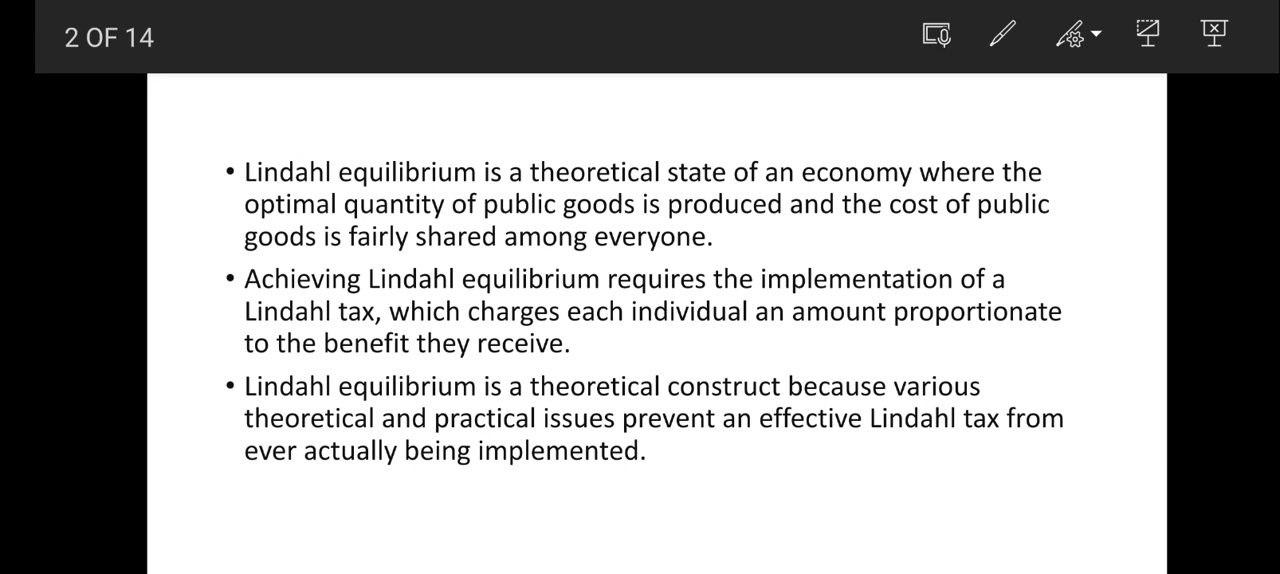 2 OF 14
• Lindahl equilibrium is a theoretical state of an economy where the
optimal quantity of public goods is produced and the cost of public
goods is fairly shared among everyone.
• Achieving Lindahl equilibrium requires the implementation of a
Lindahl tax, which charges each individual an amount proportionate
to the benefit they receive.
• Lindahl equilibrium is a theoretical construct because various
theoretical and practical issues prevent an effective Lindahl tax from
ever actually being implemented.